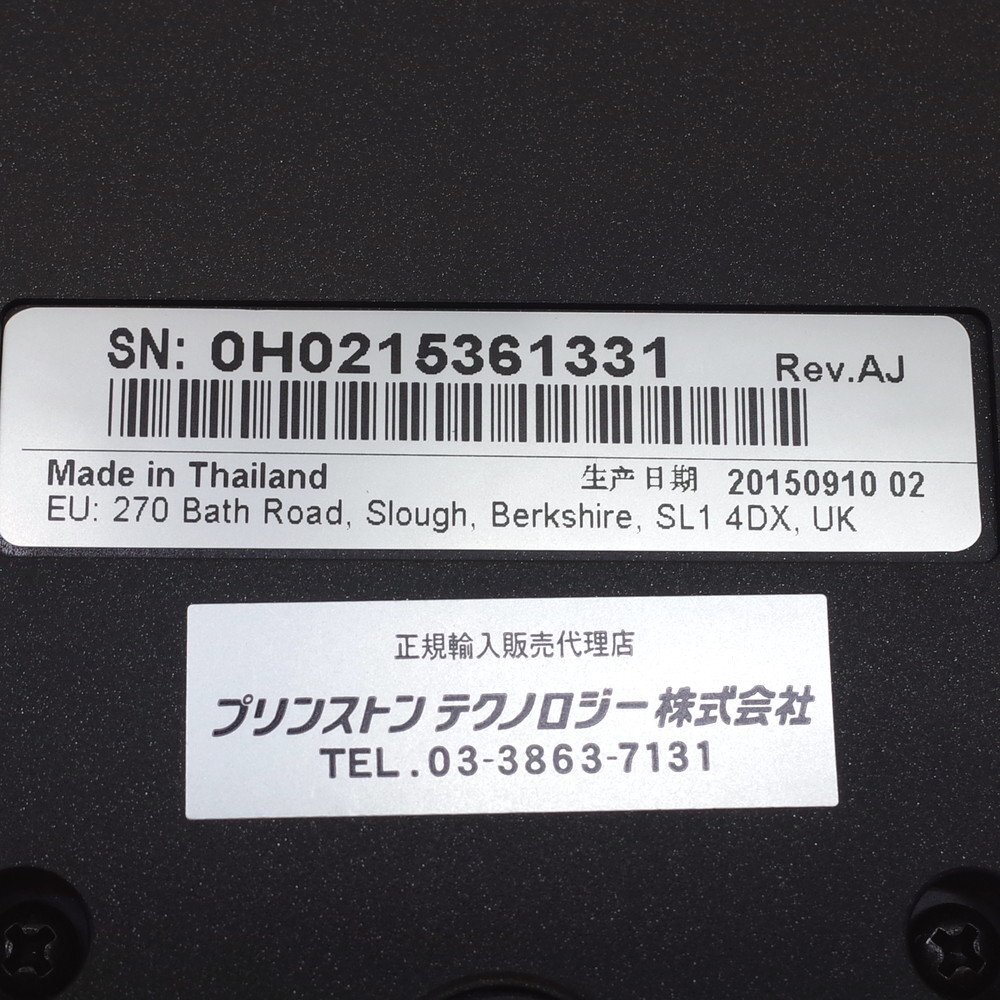 SN: 0H0215361331 Rev.AJ
Made in Thailand 生产日期 20150910 02
EU: 270 Bath Road, Slough, Berkshire, SL1 4DX, UK
正規輸入販売代理店
プリンストン テクノロジー 株式会社
TEL.03-3863-7131